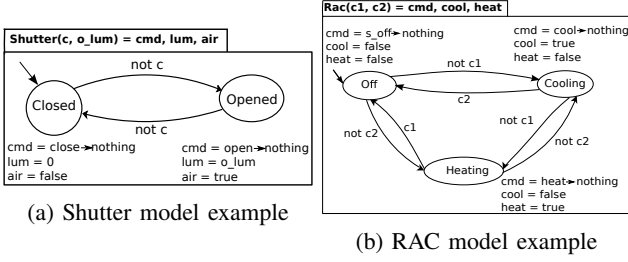 Shutter(c, o_lum) = cmd, lum, air
not c
Closed
Opened
not c
cmd = close→nothing
lum = 0
air = false
cmd = open→nothing
lum = o_lum
air = true
(a) Shutter model example
Rac(c1, c2) = cmd, cool, heat
cmd = s_off→nothing
cool = false
heat = false
cmd = cool→nothing
cool = true
heat = false
not c1
Off
Cooling
c2
not c2
c1
not c1
not c2
Heating
cmd = heat→nothing
cool = false
heat = true
(b) RAC model example